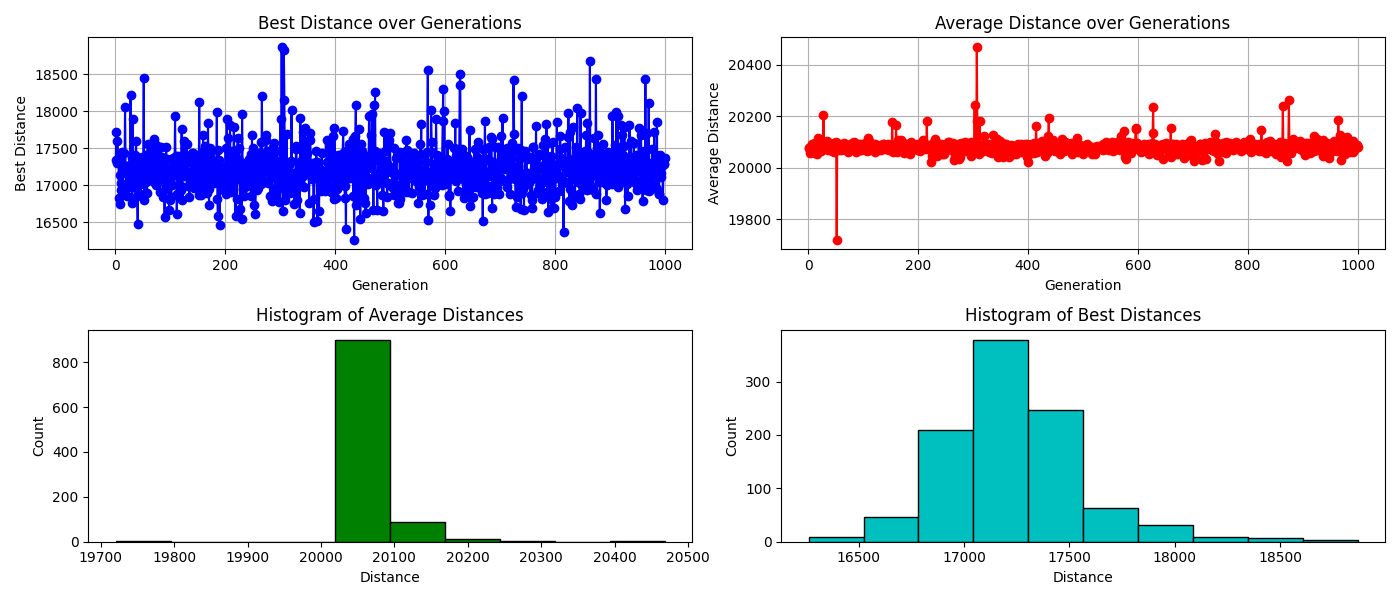 Best Distance over Generations
Best Distance
18500
18000
17500
17000
16500
0 200 400 600 800 1000
Generation
Average Distance over Generations
Average Distance
20400
20200
20000
19800
0 200 400 600 800 1000
Generation
Histogram of Average Distances
Count
800
600
400
200
0
19700 19800 19900 20000 20100 20200 20300 20400 20500
Distance
Histogram of Best Distances
Count
300
200
100
0
16500 17000 17500 18000 18500
Distance